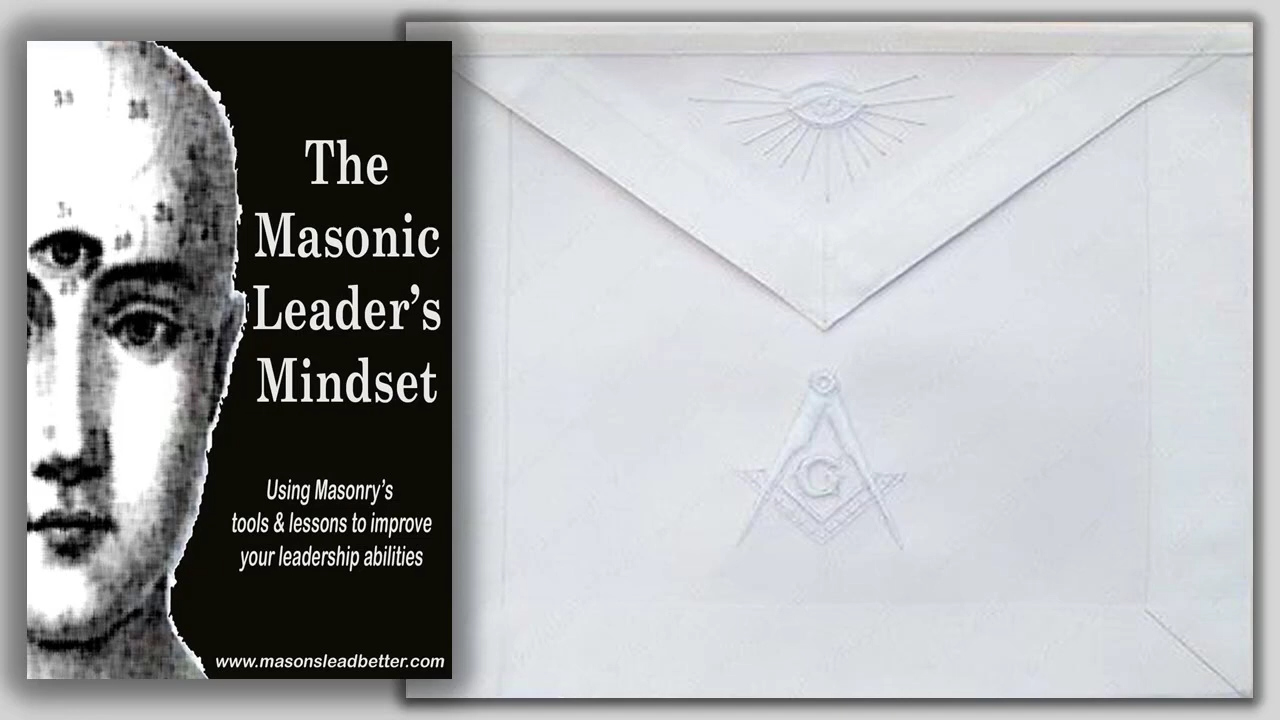 The
Masonic
Leader's
Mindset
Using Masonry's
tools & lessons to improve
your leadership abilities
www.masonsleadbetter.com
G